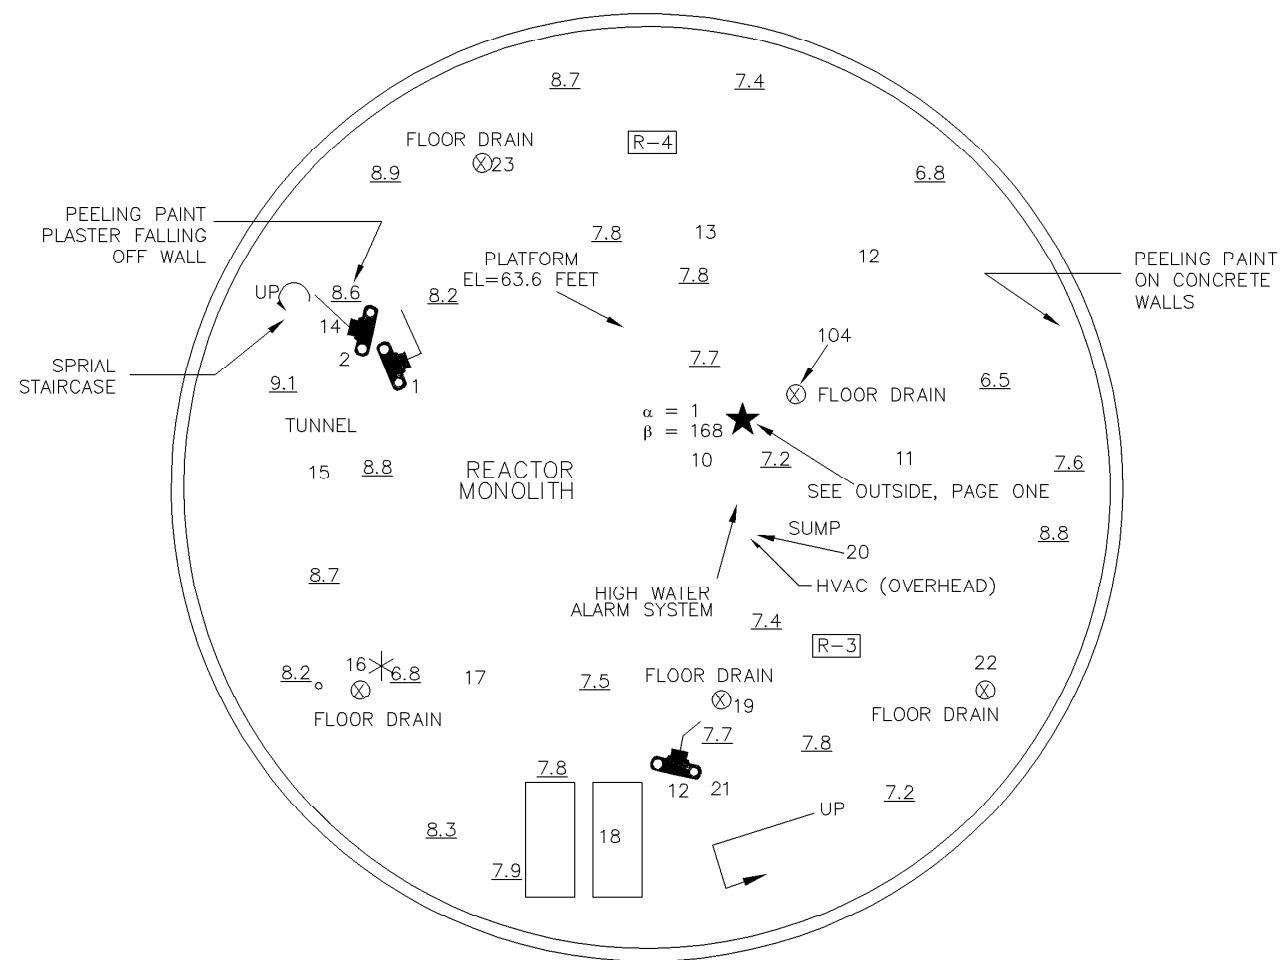 8.7
7.4
FLOOR DRAIN
R-4
23
8.9
6.8
PEELING PAINT
PLASTER FALLING
OFF WALL
7.8
13
12
PLATFORM
EL=63.6 FEET
7.8
PEELING PAINT
ON CONCRETE
WALLS
UP
8.6
8.2
14
2
1
104
SPRIAL
STAIRCASE
9.1
7.7
FLOOR DRAIN
6.5
TUNNEL
α = 1
β = 168
15
8.8
REACTOR
MONOLITH
10
7.2
11
7.6
SEE OUTSIDE, PAGE ONE
SUMP
20
8.8
8.7
HVAC (OVERHEAD)
HIGH WATER
ALARM SYSTEM
7.4
R-3
8.2
16
6.8
17
7.5
FLOOR DRAIN
22
FLOOR DRAIN
19
FLOOR DRAIN
7.7
7.8
7.8
12
21
7.2
UP
8.3
18
7.9